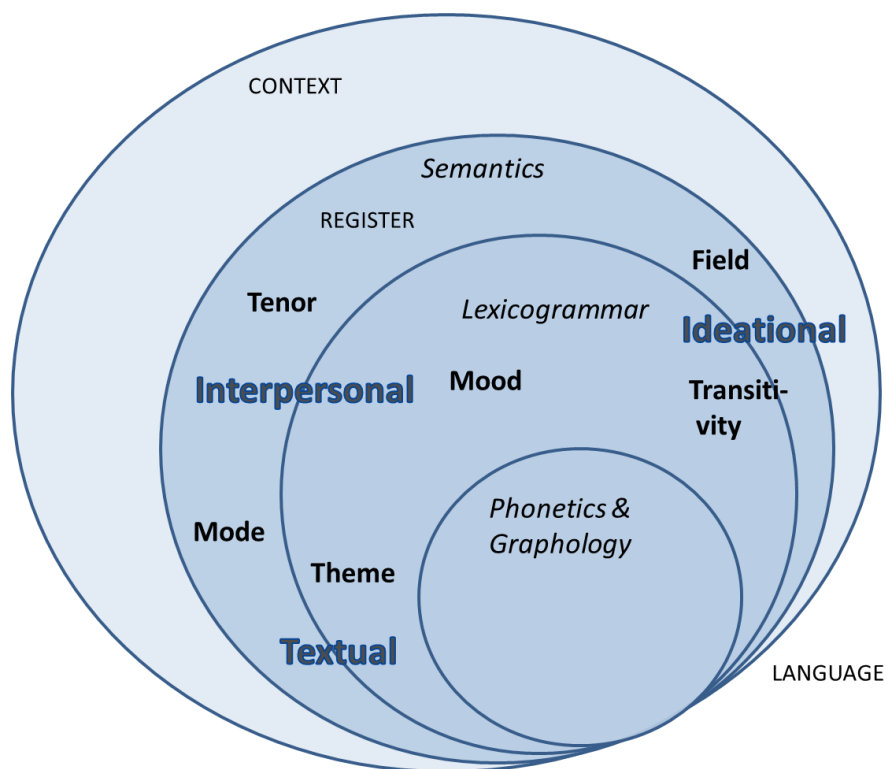 CONTEXT
Semantics
REGISTER
Field
Tenor
Lexicogrammar
Ideational
Interpersonal
Mood
Transiti-
vity
Phonetics &
Graphology
Mode
Theme
Textual
LANGUAGE